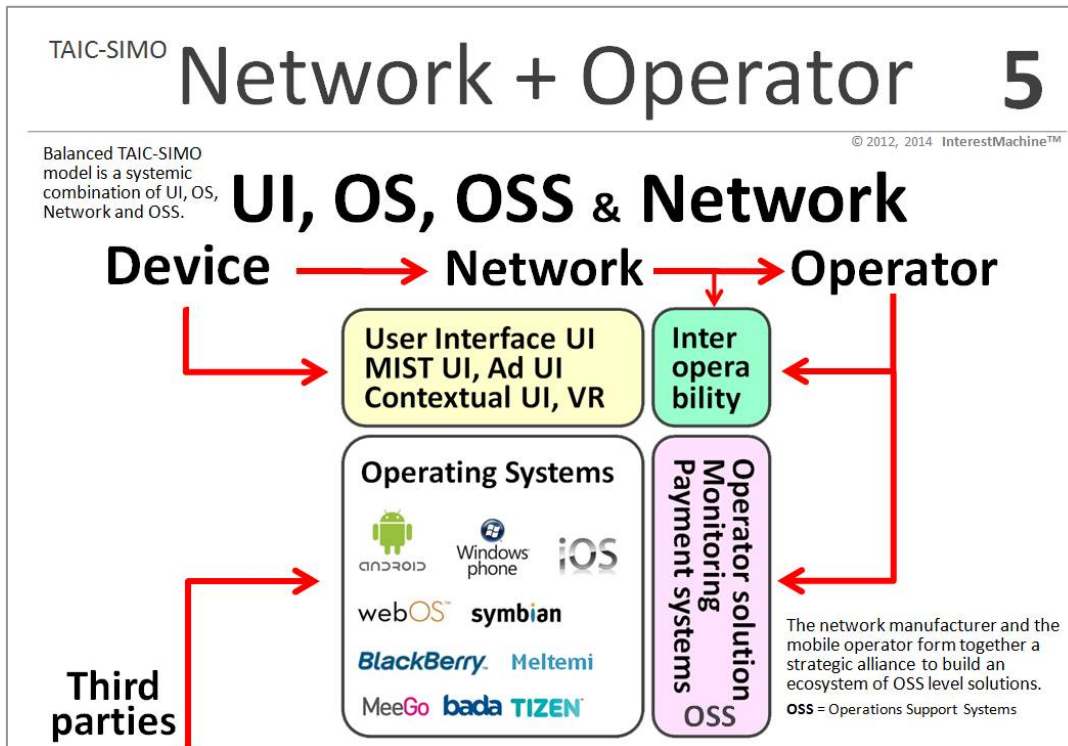 TAIC-SIMO
Network + Operator 5
© 2012, 2014 InterestMachine™
Balanced TAIC-SIMO
model is a systemic
combination of UI, OS,
Network and OSS.
UI, OS, OSS & Network
Device
Network
Operator
User Interface UI
MIST UI, Ad UI
Contextual UI, VR
Inter
opera
bility
Operating Systems
android
Windows
phone
iOS
webOS™
symbian
BlackBerry.
Meltemi
MeeGo
bada
TIZEN™
Operator solution
Monitoring
Payment systems
OSS
The network manufacturer and the
mobile operator form together a
strategic alliance to build an
ecosystem of OSS level solutions.
OSS = Operations Support Systems
Third
parties